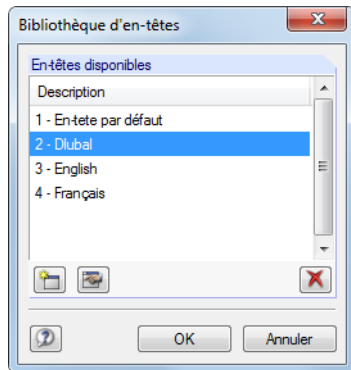 Bibliothèque d'en-têtes
En-têtes disponibles
Description
1 - En-tete par défaut
2 - Dlubal
3 - English
4 - Français
OK
Annuler